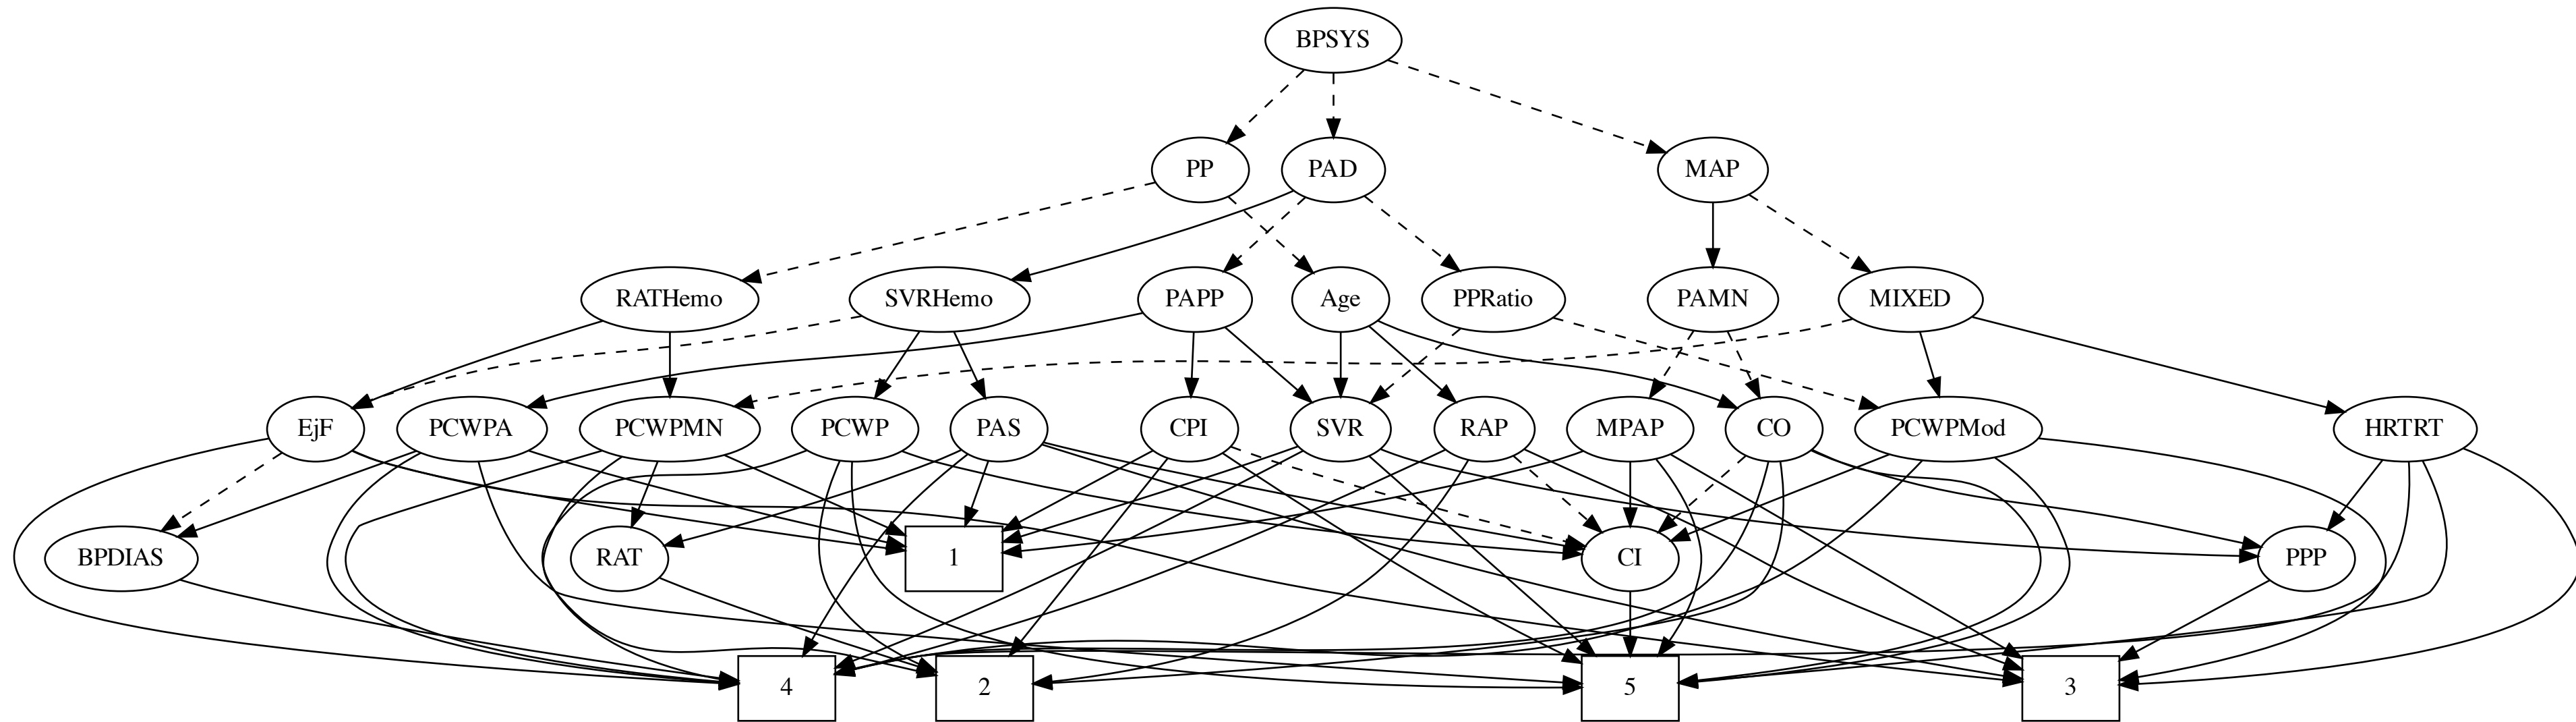 BPSYS
PP
PAD
MAP
RATHemo
SVRHemo
PAPP
Age
PPRatio
PAMN
MIXED
EjF
PCWPA
PCWPMN
PCWP
PAS
CPI
SVR
RAP
MPAP
CO
PCWPMod
HRTRT
BPDIAS
RAT
1
CI
PPP
4
2
5
3